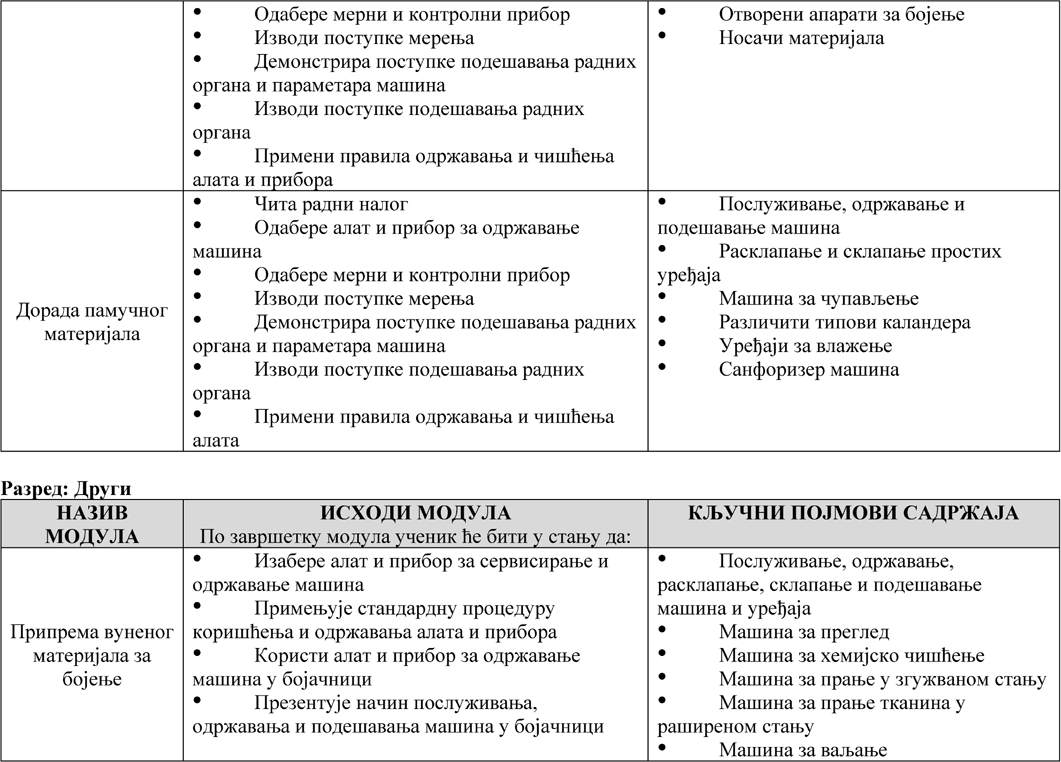 • Одабере мерни и контролни прибор
• Изводи поступке мерења
• Демонстрира поступке подешавања радних
органа и параметара машина
• Изводи поступке подешавања радних
органа
• Примени правила одржавања и чишћења
алата и прибора
• Отворени апарати за бојење
• Носачи материјала
Дорада памучног
материјала
• Чита радни налог
• Одабере алат и прибор за одржавање
машина
• Одабере мерни и контролни прибор
• Изводи поступке мерења
• Демонстрира поступке подешавања радних
органа и параметара машина
• Изводи поступке подешавања радних
органа
• Примени правила одржавања и чишћења
алата
• Послуживање, одржавање и
подешавање машина
• Расклапање и склапање простих
уређаја
• Машина за чупављење
• Различити типови каландера
• Уређаји за влажење
• Санфоризер машина
Разред: Други
НАЗИВ
МОДУЛА
ИСХОДИ МОДУЛА
По завршетку модула ученик ће бити у стању да:
КЉУЧНИ ПОЈМОВИ САДРЖАЈА
Припрема вуненог
материјала за
бојење
• Изабере алат и прибор за сервисирање и
одржавање машина
• Примењује стандардну процедуру
коришћења и одржавања алата и прибора
• Користи алат и прибор за одржавање
машина у бојачници
• Презентује начин послуживања,
одржавања и подешавања машина у бојачници
• Послуживање, одржавање,
расклапање, склапање и подешавање
машина и уређаја
• Машина за преглед
• Машина за хемијско чишћење
• Машина за прање у згужваном стању
• Машина за прање тканина у
раширеном стању
• Машина за ваљање